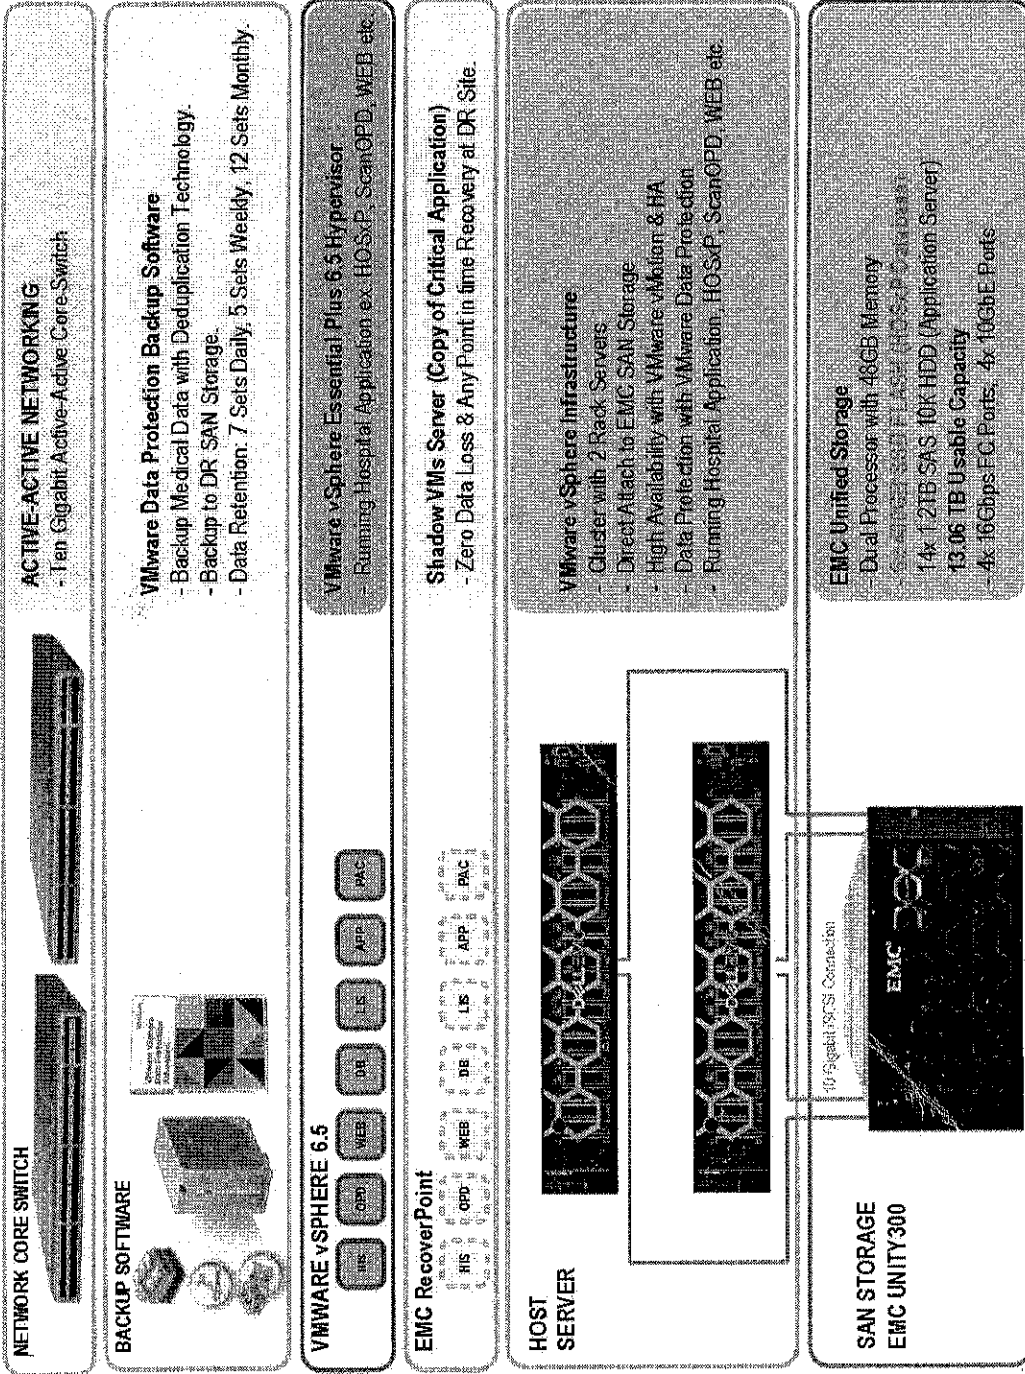 NETWORK CORE SWITCH
ACTIVE-ACTIVE NETWORKING
- Ten Gigabit Active-Active Core Switch
BACKUP SOFTWARE
VMware Data Protection Backup Software
- Backup Medical Data with Deduplication Technology.
- Backup to DR SAN Storage.
- Data Retention: 7 Sets Daily, 5 Sets Weekly, 12 Sets Monthly.
VMWARE vSPHERE 6.5
HIS OPD WEB DB LIS APP PAC
VMware vSphere Essential Plus 6.5 Hypervisor
- Running Hospital Application ex HOSxP, ScanOPD, WEB etc.
EMC RecoverPoint
HIS OPD WEB DB LIS APP PAC
Shadow VMs Server (Copy of Critical Application)
- Zero Data Loss & Any Point in time Recovery at DR Site.
HOST
SERVER
VMware vSphere Infrastructure
- Cluster with 2 Rack Servers
- Direct Attach to EMC SAN Storage
- High Availability with VMware vMotion & HA
- Data Protection with VMware Data Protection
- Running Hospital Application, HOSxP, ScanOPD, WEB etc.
SAN STORAGE
EMC UNITY300
10 Gigabit iSCSI Connection
EMC²
EMC Unified Storage
- Dual Processor with 48GB Memory
14x 1.2TB SAS 10K HDD (Application Server)
13.06 TB Usable Capacity
- 4x 16Gbps FC Ports, 4x 10GbE Ports